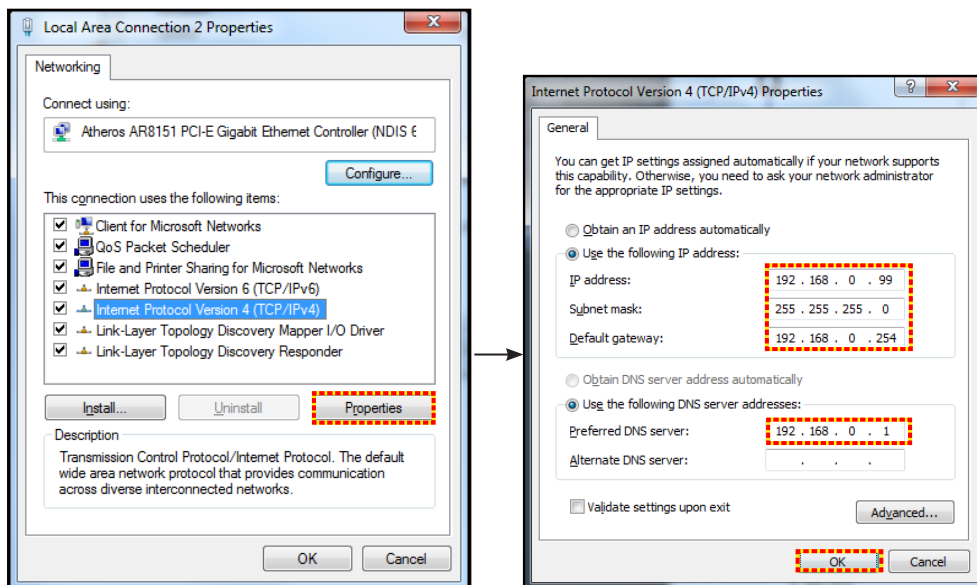 Local Area Connection 2 Properties
Networking
Connect using:
Atheros AR8151 PCI-E Gigabit Ethernet Controller (NDIS 6
Configure...
This connection uses the following items:
Client for Microsoft Networks
QoS Packet Scheduler
File and Printer Sharing for Microsoft Networks
Internet Protocol Version 6 (TCP/IPv6)
Internet Protocol Version 4 (TCP/IPv4)
Link-Layer Topology Discovery Mapper I/O Driver
Link-Layer Topology Discovery Responder
Install...
Uninstall
Properties
Description
Transmission Control Protocol/Internet Protocol. The default
wide area network protocol that provides communication
across diverse interconnected networks.
OK
Cancel
Internet Protocol Version 4 (TCP/IPv4) Properties
?
General
You can get IP settings assigned automatically if your network supports
this capability. Otherwise, you need to ask your network administrator
for the appropriate IP settings.
Obtain an IP address automatically
Use the following IP address:
IP address: 192 . 168 . 0 . 99
Subnet mask: 255 . 255 . 255 . 0
Default gateway: 192 . 168 . 0 . 254
Obtain DNS server address automatically
Use the following DNS server addresses:
Preferred DNS server: 192 . 168 . 0 . 1
Alternate DNS server: . . .
Validate settings upon exit
Advanced...
OK
Cancel